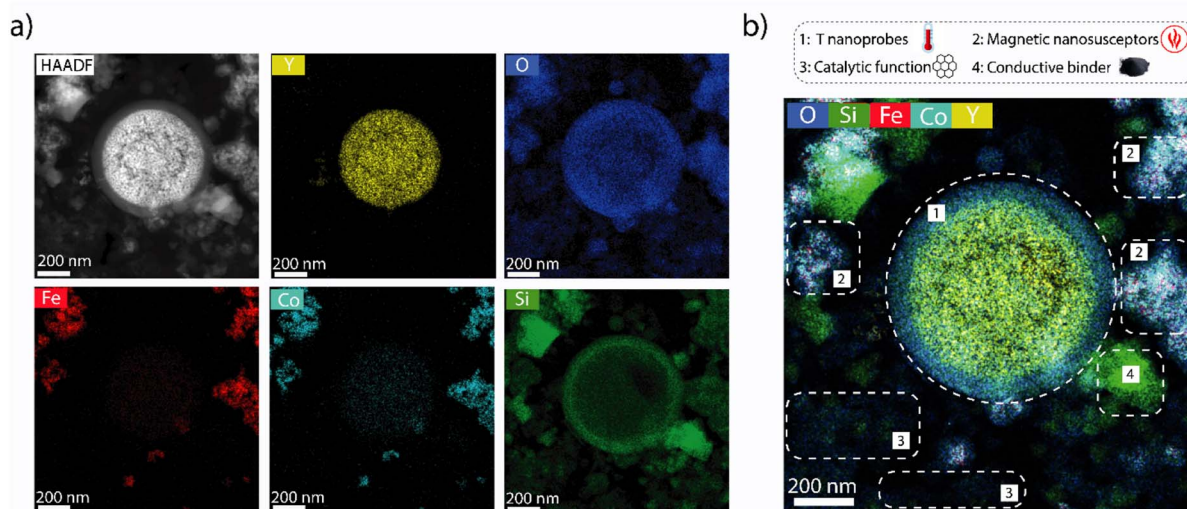 a)
HAADF
Y
O
200 nm
200 nm
200 nm
Fe
Co
Si
200 nm
200 nm
200 nm
b)
1: T nanoprobes 2: Magnetic nanosusceptors
3: Catalytic function 4: Conductive binder
O Si Fe Co Y
2
1
2
2
4
3
3
200 nm